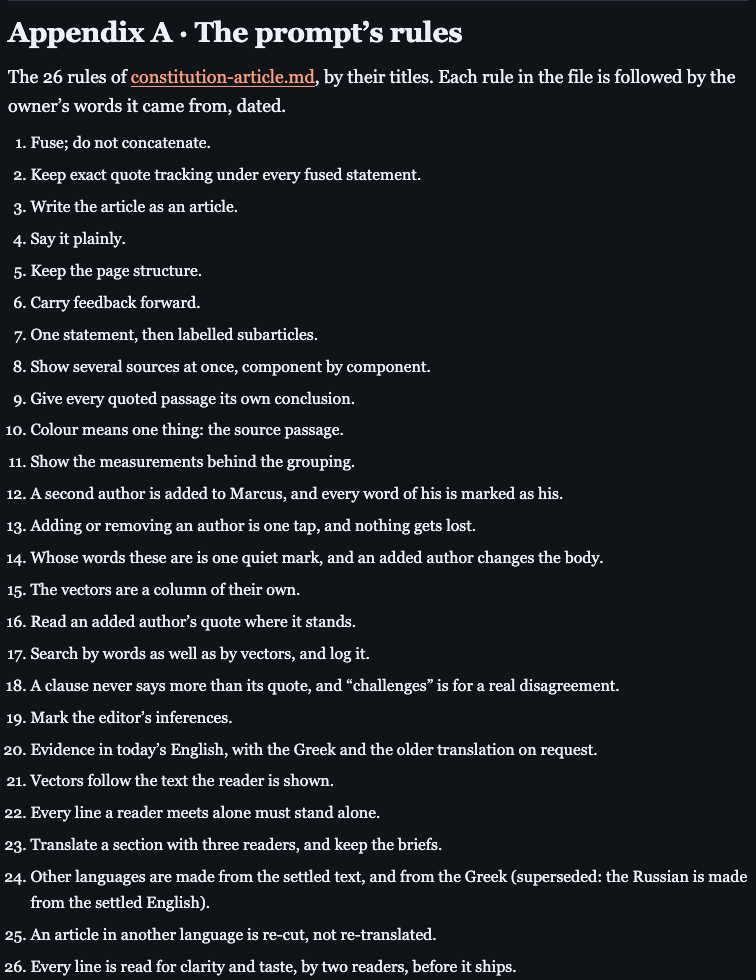 Appendix A · The prompt’s rules
The 26 rules of constitution-article.md, by their titles. Each rule in the file is followed by the
owner’s words it came from, dated.
1. Fuse; do not concatenate.
2. Keep exact quote tracking under every fused statement.
3. Write the article as an article.
4. Say it plainly.
5. Keep the page structure.
6. Carry feedback forward.
7. One statement, then labelled subarticles.
8. Show several sources at once, component by component.
9. Give every quoted passage its own conclusion.
10. Colour means one thing: the source passage.
11. Show the measurements behind the grouping.
12. A second author is added to Marcus, and every word of his is marked as his.
13. Adding or removing an author is one tap, and nothing gets lost.
14. Whose words these are is one quiet mark, and an added author changes the body.
15. The vectors are a column of their own.
16. Read an added author’s quote where it stands.
17. Search by words as well as by vectors, and log it.
18. A clause never says more than its quote, and “challenges” is for a real disagreement.
19. Mark the editor’s inferences.
20. Evidence in today’s English, with the Greek and the older translation on request.
21. Vectors follow the text the reader is shown.
22. Every line a reader meets alone must stand alone.
23. Translate a section with three readers, and keep the briefs.
24. Other languages are made from the settled text, and from the Greek (superseded: the Russian is made
from the settled English).
25. An article in another language is re-cut, not re-translated.
26. Every line is read for clarity and taste, by two readers, before it ships.